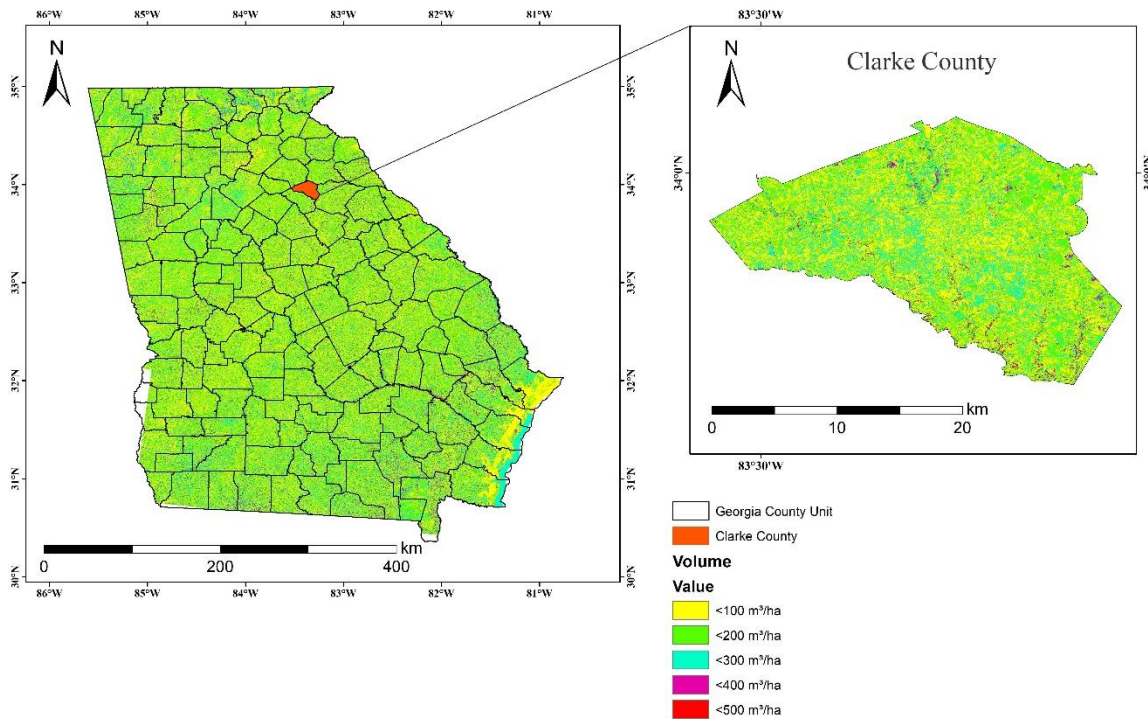 86°W 85°W 84°W 83°W 82°W 81°W
N
35°N 35°N
34°N 34°N
33°N 33°N
32°N 32°N
31°N 31°N
30°N 30°N
km
0 200 400
86°W 85°W 84°W 83°W 82°W 81°W
83°30'W
N
Clarke County
34°0'N
km
0 10 20
83°30'W
Georgia County Unit
Clarke County
Volume
Value
<100 m³/ha
<200 m³/ha
<300 m³/ha
<400 m³/ha
<500 m³/ha